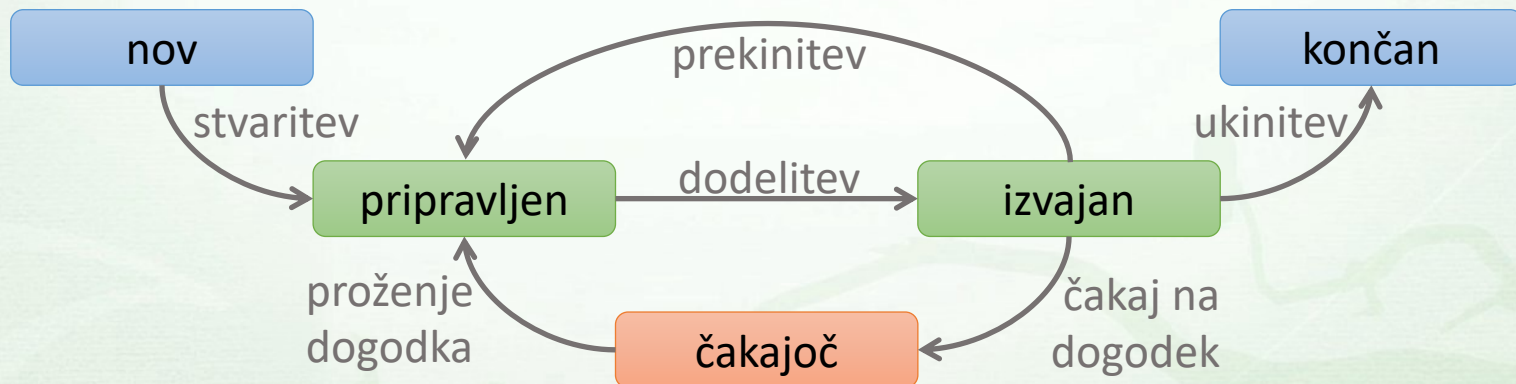 nov
prekinitev
končan
stvaritev
ukinitev
pripravljen
dodelitev
izvajan
proženje
dogodka
čakajoč
čakaj na
dogodek